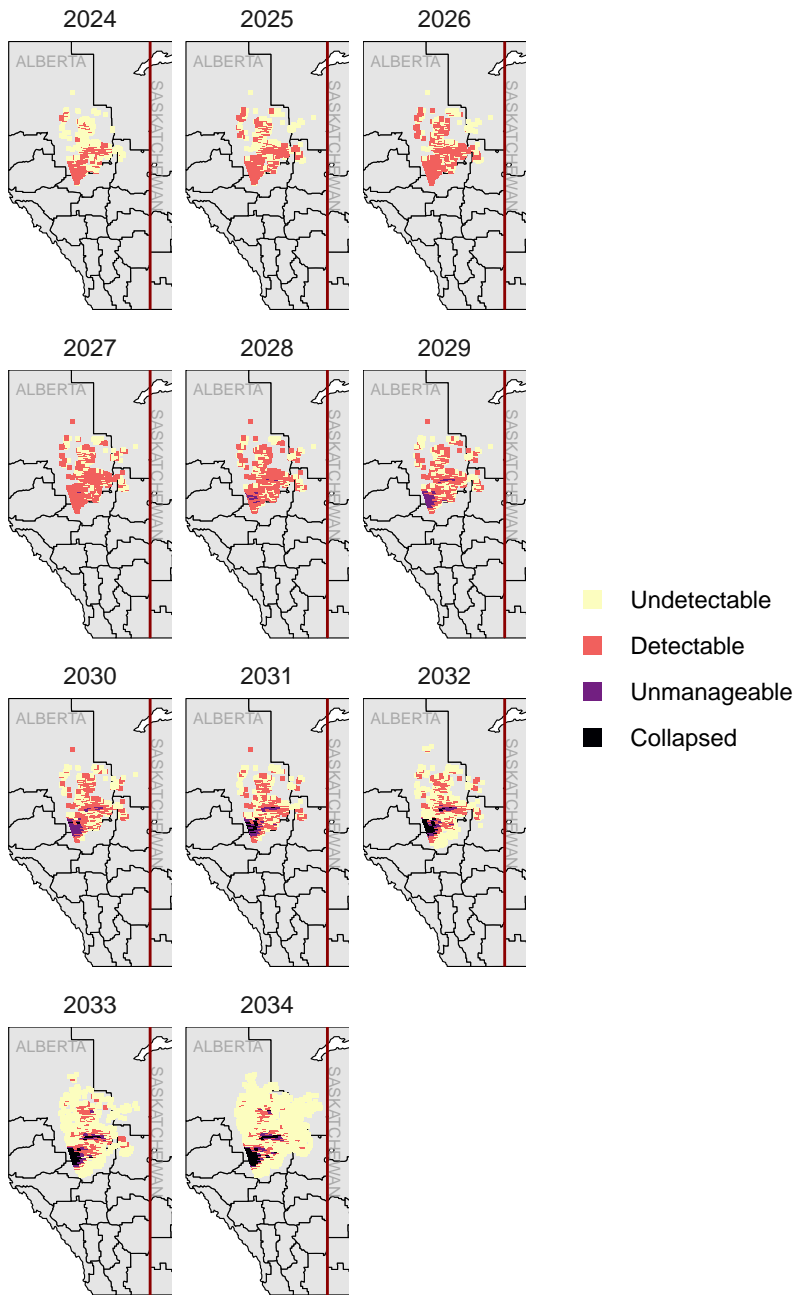 2024 2025 2026
ALBERTA ALBERTA ALBERTA
SASKATCHEWAN SASKATCHEWAN SASKATCHEWAN
2027 2028 2029
ALBERTA ALBERTA ALBERTA
SASKATCHEWAN SASKATCHEWAN SASKATCHEWAN
Undetectable
Detectable
Unmanageable
Collapsed
2030 2031 2032
ALBERTA ALBERTA ALBERTA
SASKATCHEWAN SASKATCHEWAN SASKATCHEWAN
2033 2034
ALBERTA ALBERTA
SASKATCHEWAN SASKATCHEWAN